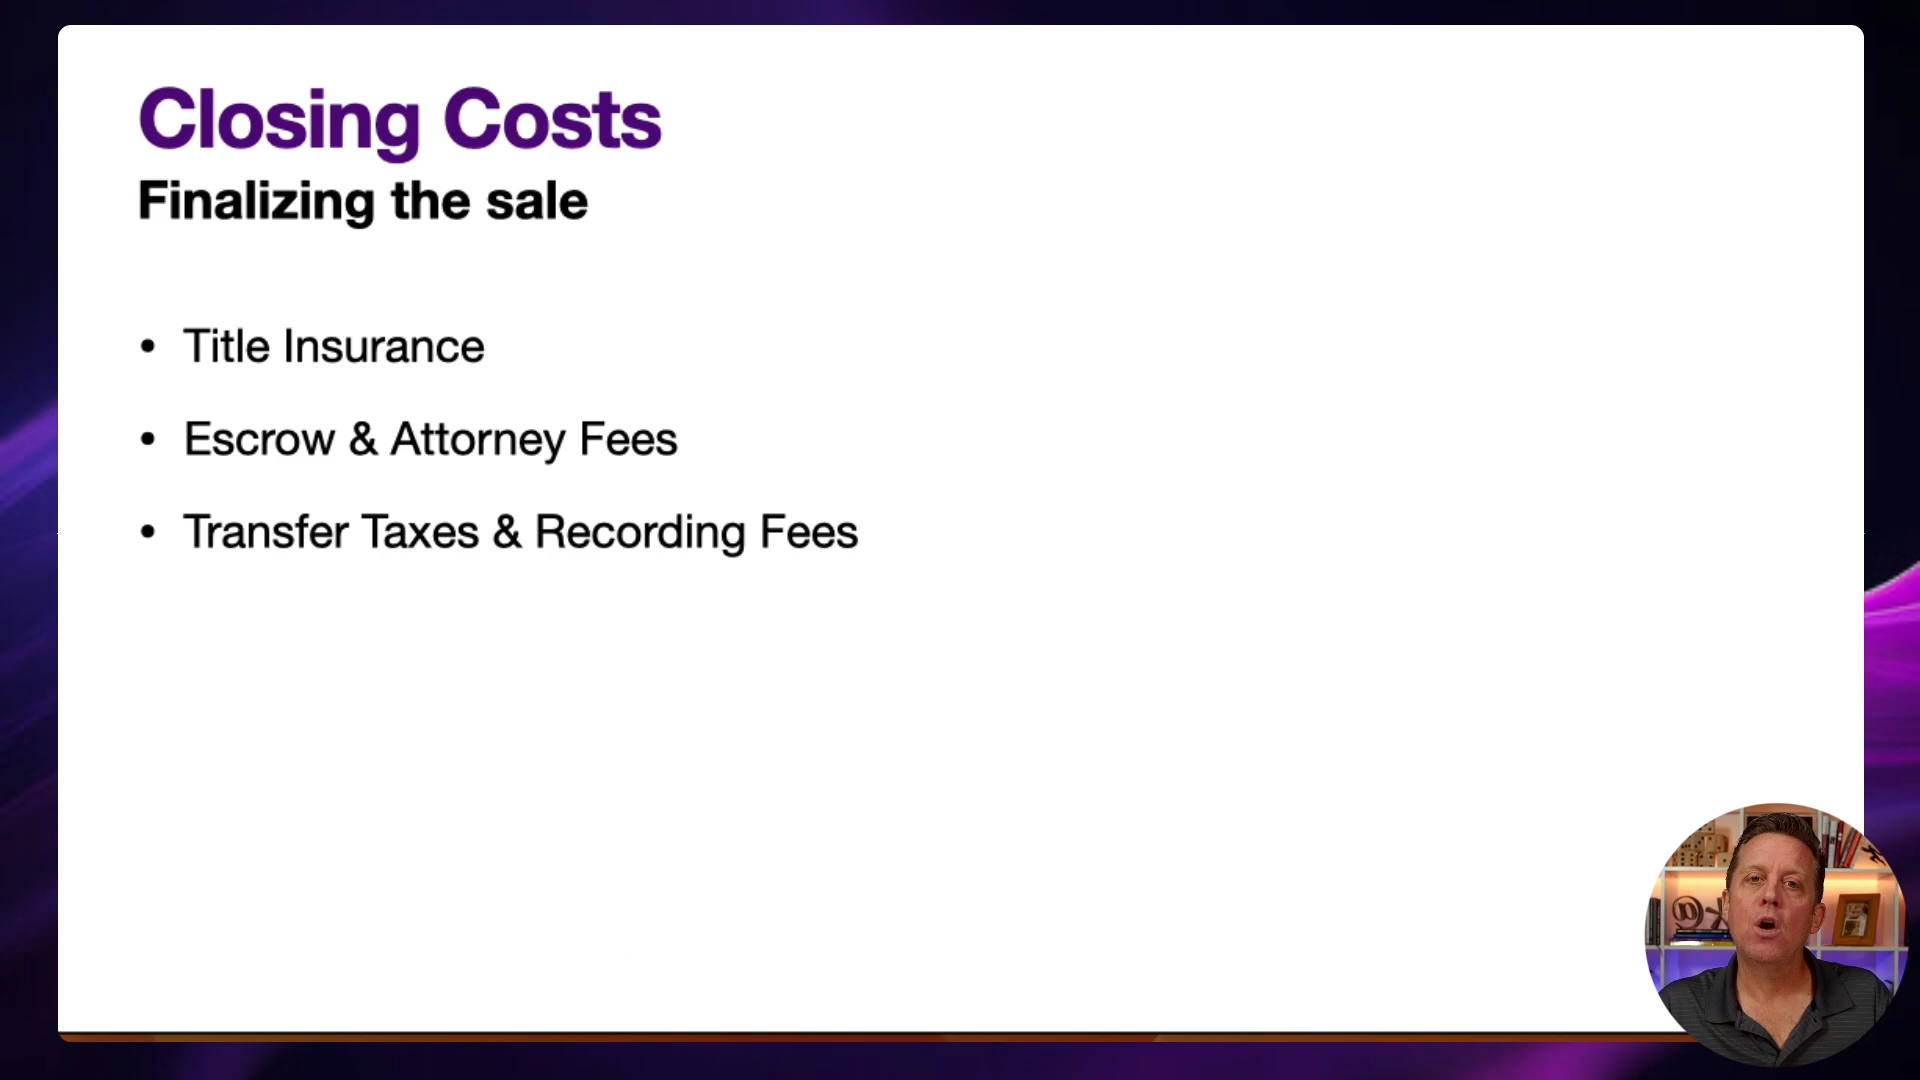 Closing Costs
Finalizing the sale
• Title Insurance
• Escrow & Attorney Fees
• Transfer Taxes & Recording Fees